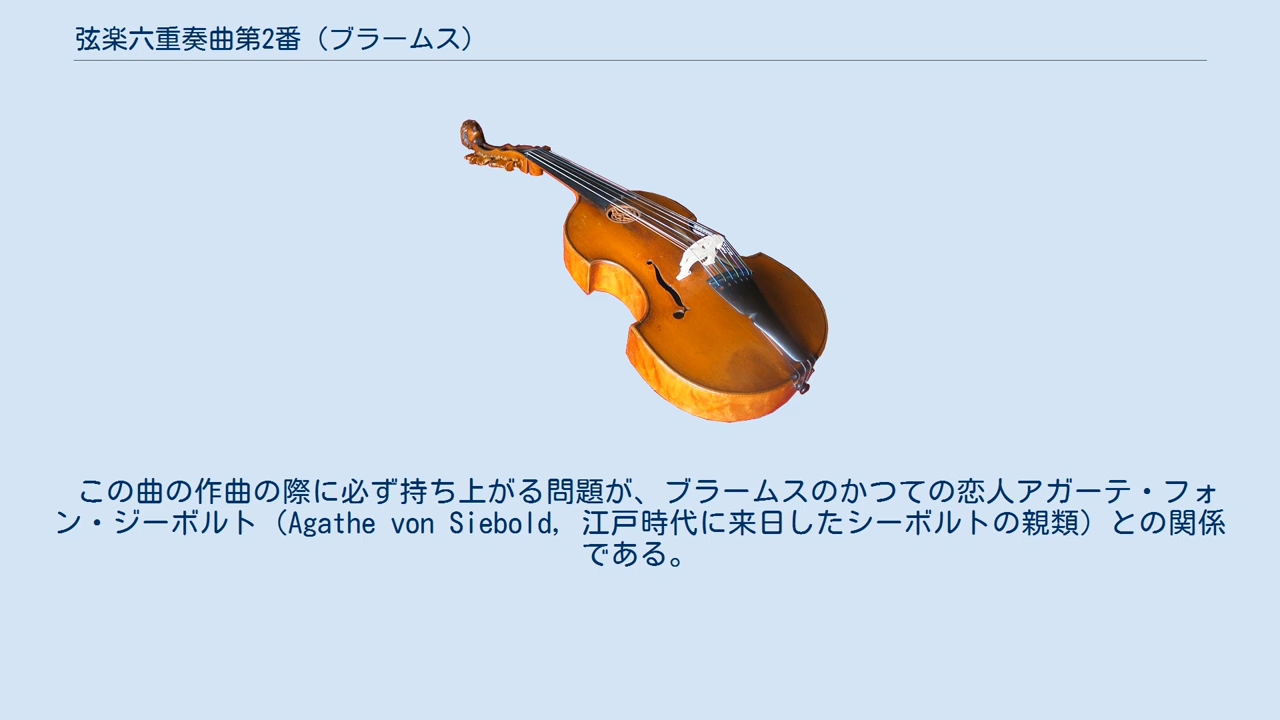 弦楽六重奏曲第2番（ブラームス）
この曲の作曲の際に必ず持ち上がる問題が、ブラームスのかつての恋人アガーテ・フォ
ン・ジーボルト（Agathe von Siebold, 江戸時代に来日したシーボルトの親類）との関係
である。